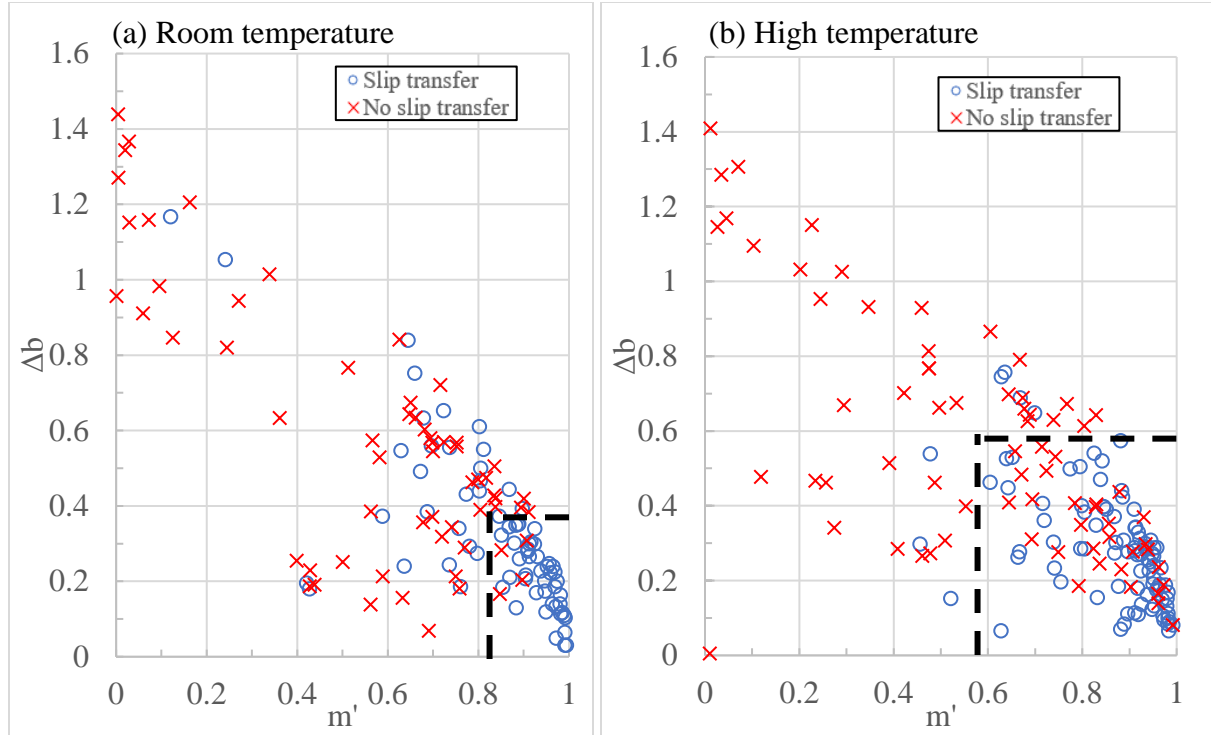 (a) Room temperature
1.6
1.4
1.2
1
0.8
0.6
0.4
0.2
0
Δb
Slip transfer
No slip transfer
0 0.2 0.4 0.6 0.8 1
m'
(b) High temperature
1.6
1.4
1.2
1
0.8
0.6
0.4
0.2
0
Δb
Slip transfer
No slip transfer
0 0.2 0.4 0.6 0.8 1
m'